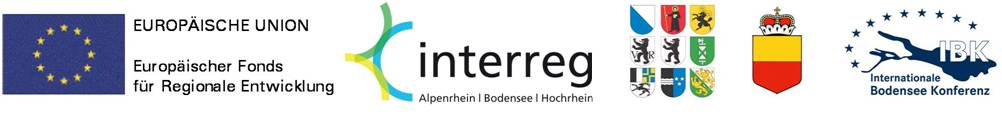 EUROPÄISCHE UNION
Europäischer Fonds
für Regionale Entwicklung
interreg
Alpenrhein | Bodensee | Hochrhein
IBK
Internationale
Bodensee Konferenz